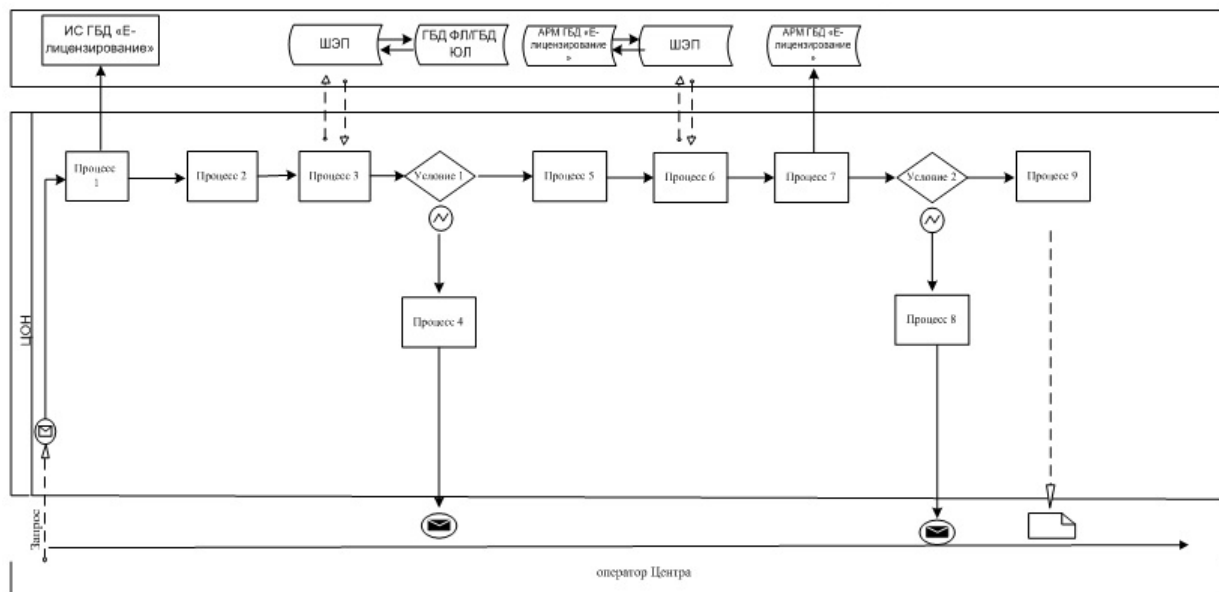 ИС ГБД «Е-
лицензирование»
ШЭП
ГБД ФЛ/ГБД
ЮЛ
АРМ ГБД «Е-
лицензирование
»
ШЭП
АРМ ГБД «Е-
лицензирование
»
Процесс
1
Процесс 2
Процесс 3
Условие 1
Процесс 5
Процесс 6
Процесс 7
Условие 2
Процесс 9
Процесс 4
Процесс 8
ЦОН
Запрос
оператор Центра